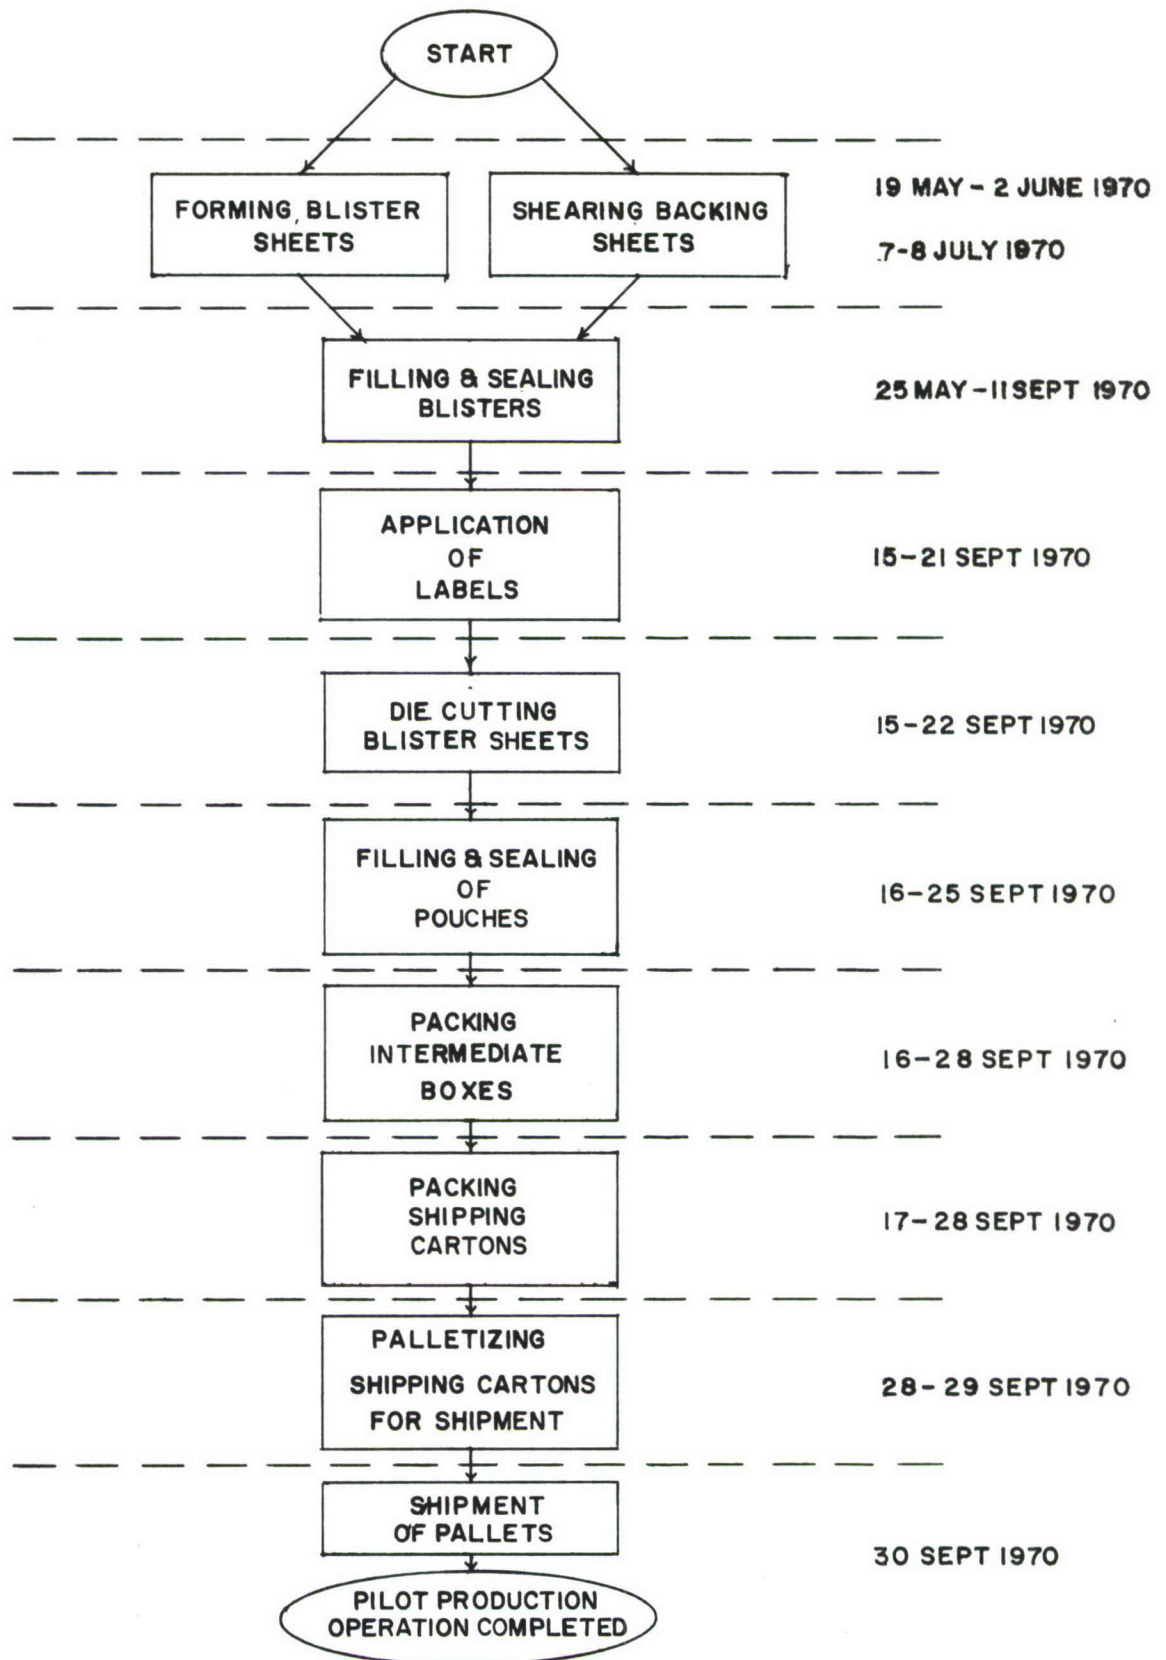 START
FORMING BLISTER
SHEETS
SHEARING BACKING
SHEETS
19 MAY - 2 JUNE 1970
7-8 JULY 1970
FILLING & SEALING
BLISTERS
25 MAY - 11 SEPT 1970
APPLICATION
OF
LABELS
15-21 SEPT 1970
DIE CUTTING
BLISTER SHEETS
15-22 SEPT 1970
FILLING & SEALING
OF
POUCHES
16-25 SEPT 1970
PACKING
INTERMEDIATE
BOXES
16-28 SEPT 1970
PACKING
SHIPPING
CARTONS
17-28 SEPT 1970
PALLETIZING
SHIPPING CARTONS
FOR SHIPMENT
28-29 SEPT 1970
SHIPMENT
OF PALLETS
30 SEPT 1970
PILOT PRODUCTION
OPERATION COMPLETED